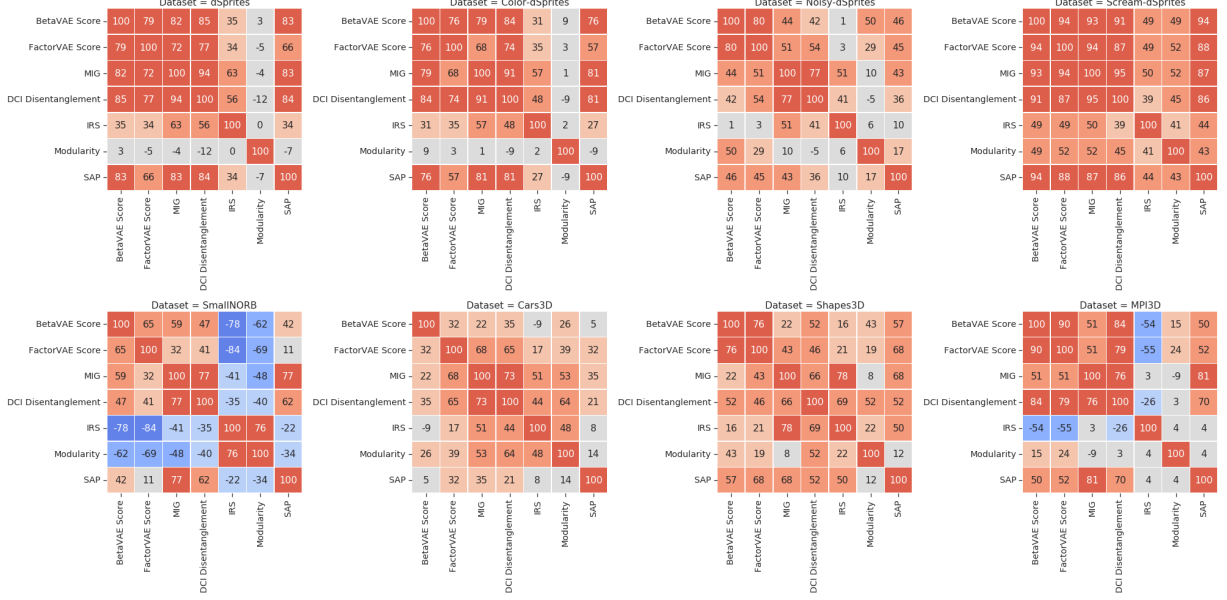 Dataset = dSprites
BetaVAE Score 100 79 82 85 35 3 83
FactorVAE Score 79 100 72 77 34 -5 66
MIG 82 72 100 94 63 -4 83
DCI Disentanglement 85 77 94 100 56 -12 84
IRS 35 34 63 56 100 0 34
Modularity 3 -5 -4 -12 0 100 -7
SAP 83 66 83 84 34 -7 100
BetaVAE Score
FactorVAE Score
MIG
DCI Disentanglement
IRS
Modularity
SAP
Dataset = Color-dSprites
BetaVAE Score 100 76 79 84 31 9 76
FactorVAE Score 76 100 68 74 35 3 57
MIG 79 68 100 91 57 1 81
DCI Disentanglement 84 74 91 100 48 -9 81
IRS 31 35 57 48 100 2 27
Modularity 9 3 1 -9 2 100 -9
SAP 76 57 81 81 27 -9 100
BetaVAE Score
FactorVAE Score
MIG
DCI Disentanglement
IRS
Modularity
SAP
Dataset = Noisy-dSprites
BetaVAE Score 100 80 44 42 1 50 46
FactorVAE Score 80 100 51 54 3 29 45
MIG 44 51 100 77 51 10 43
DCI Disentanglement 42 54 77 100 41 -5 36
IRS 1 3 51 41 100 6 10
Modularity 50 29 10 -5 6 100 17
SAP 46 45 43 36 10 17 100
BetaVAE Score
FactorVAE Score
MIG
DCI Disentanglement
IRS
Modularity
SAP
Dataset = Scream-dSprites
BetaVAE Score 100 94 93 91 49 49 94
FactorVAE Score 94 100 94 87 49 52 88
MIG 93 94 100 95 50 52 87
DCI Disentanglement 91 87 95 100 39 45 86
IRS 49 49 50 39 100 41 44
Modularity 49 52 52 45 41 100 43
SAP 94 88 87 86 44 43 100
BetaVAE Score
FactorVAE Score
MIG
DCI Disentanglement
IRS
Modularity
SAP
Dataset = SmallNORB
BetaVAE Score 100 65 59 47 -78 -62 42
FactorVAE Score 65 100 32 41 -84 -69 11
MIG 59 32 100 77 -41 -48 77
DCI Disentanglement 47 41 77 100 -35 -40 62
IRS -78 -84 -41 -35 100 76 -22
Modularity -62 -69 -48 -40 76 100 -34
SAP 42 11 77 62 -22 -34 100
BetaVAE Score
FactorVAE Score
MIG
DCI Disentanglement
IRS
Modularity
SAP
Dataset = Cars3D
BetaVAE Score 100 32 22 35 -9 26 5
FactorVAE Score 32 100 68 65 17 39 32
MIG 22 68 100 73 51 53 35
DCI Disentanglement 35 65 73 100 44 64 21
IRS -9 17 51 44 100 48 8
Modularity 26 39 53 64 48 100 14
SAP 5 32 35 21 8 14 100
BetaVAE Score
FactorVAE Score
MIG
DCI Disentanglement
IRS
Modularity
SAP
Dataset = Shapes3D
BetaVAE Score 100 76 22 52 16 43 57
FactorVAE Score 76 100 43 46 21 19 68
MIG 22 43 100 66 78 8 68
DCI Disentanglement 52 46 66 100 69 52 52
IRS 16 21 78 69 100 22 50
Modularity 43 19 8 52 22 100 12
SAP 57 68 68 52 50 12 100
BetaVAE Score
FactorVAE Score
MIG
DCI Disentanglement
IRS
Modularity
SAP
Dataset = MPI3D
BetaVAE Score 100 90 51 84 -54 15 50
FactorVAE Score 90 100 51 79 -55 24 52
MIG 51 51 100 76 3 -9 81
DCI Disentanglement 84 79 76 100 -26 3 70
IRS -54 -55 3 -26 100 4 4
Modularity 15 24 -9 3 4 100 4
SAP 50 52 81 70 4 4 100
BetaVAE Score
FactorVAE Score
MIG
DCI Disentanglement
IRS
Modularity
SAP